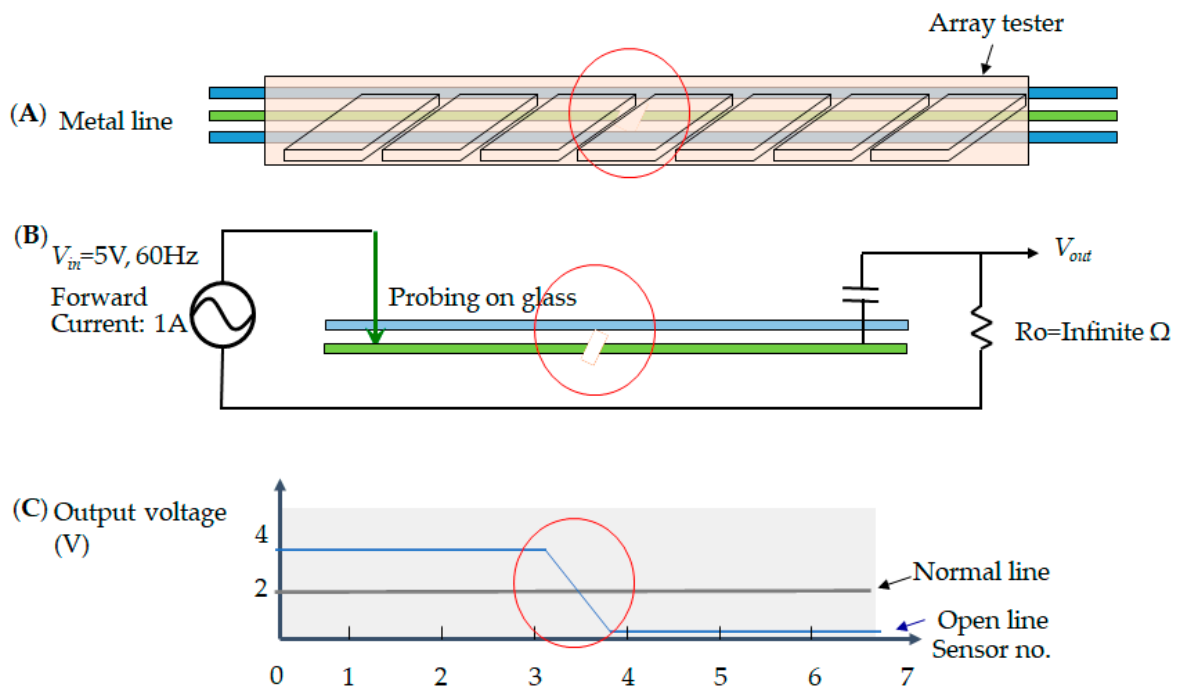 Array tester
(A) Metal line
(B)
Vin=5V, 60Hz
Forward
Current: 1A
Probing on glass
Vout
Ro=Infinite Ω
(C) Output voltage
(V)
4
2
Normal line
Open line
Sensor no.
0 1 2 3 4 5 6 7